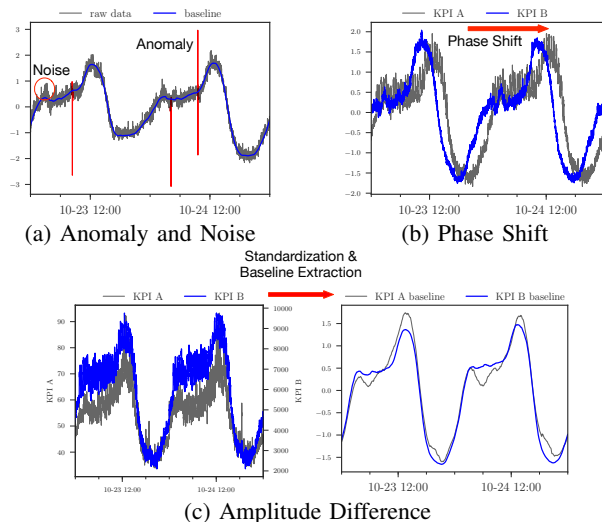 raw data baseline
Anomaly
Noise
3
2
1
0
−1
−2
−3
10-23 12:00 10-24 12:00
(a) Anomaly and Noise
KPI A KPI B
Phase Shift
2.0
1.5
1.0
0.5
0.0
−0.5
−1.0
−1.5
−2.0
10-23 12:00 10-24 12:00
(b) Phase Shift
Standardization &
Baseline Extraction
KPI A KPI B
KPI A
90
80
70
60
50
40
10000
9000
8000
7000
6000
5000
4000
3000
2000
KPI B
10-23 12:00 10-24 12:00
KPI A baseline KPI B baseline
1.5
1.0
0.5
0.0
−0.5
−1.0
−1.5
10-23 12:00 10-24 12:00
(c) Amplitude Difference